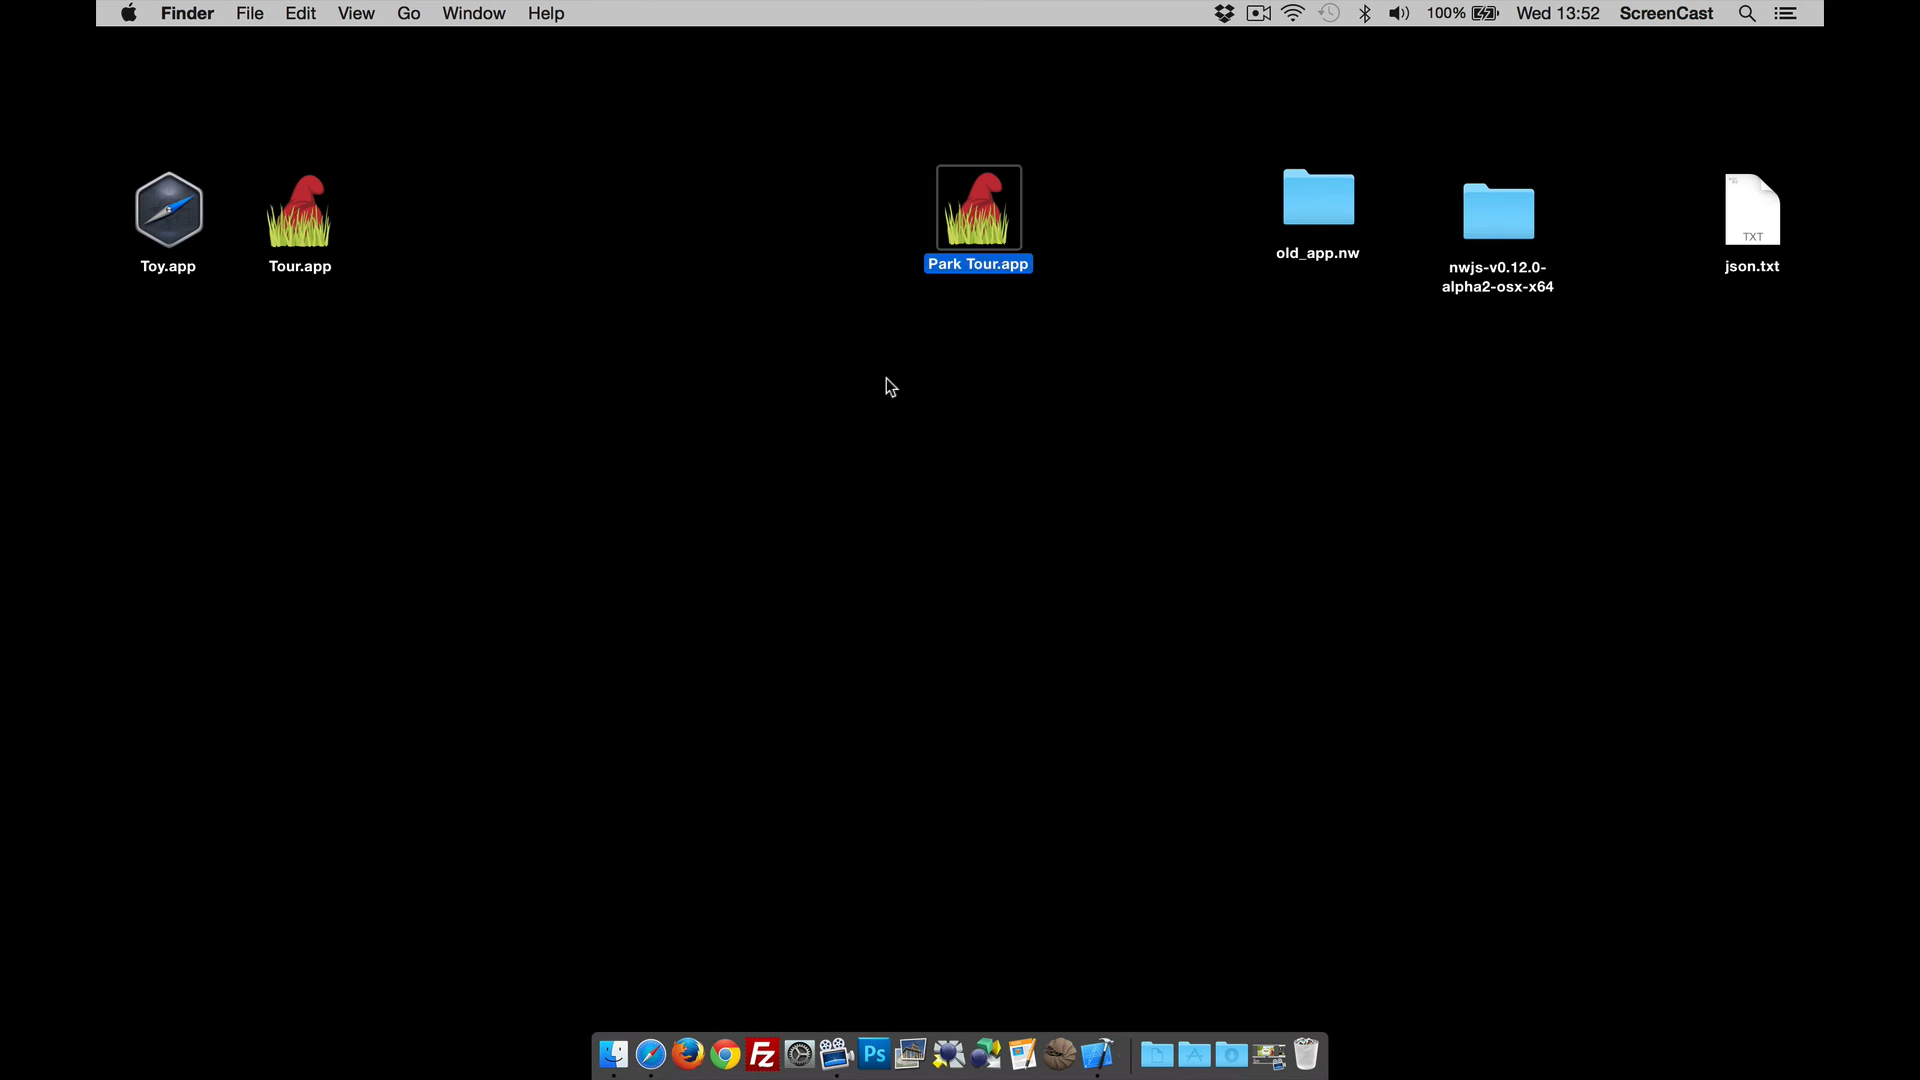 Finder File Edit View Go Window Help 100% Wed 13:52 ScreenCast
Toy.app
Tour.app
Park Tour.app
old_app.nw
nwjs-v0.12.0-
alpha2-osx-x64
TXT
json.txt
Fz
Ps